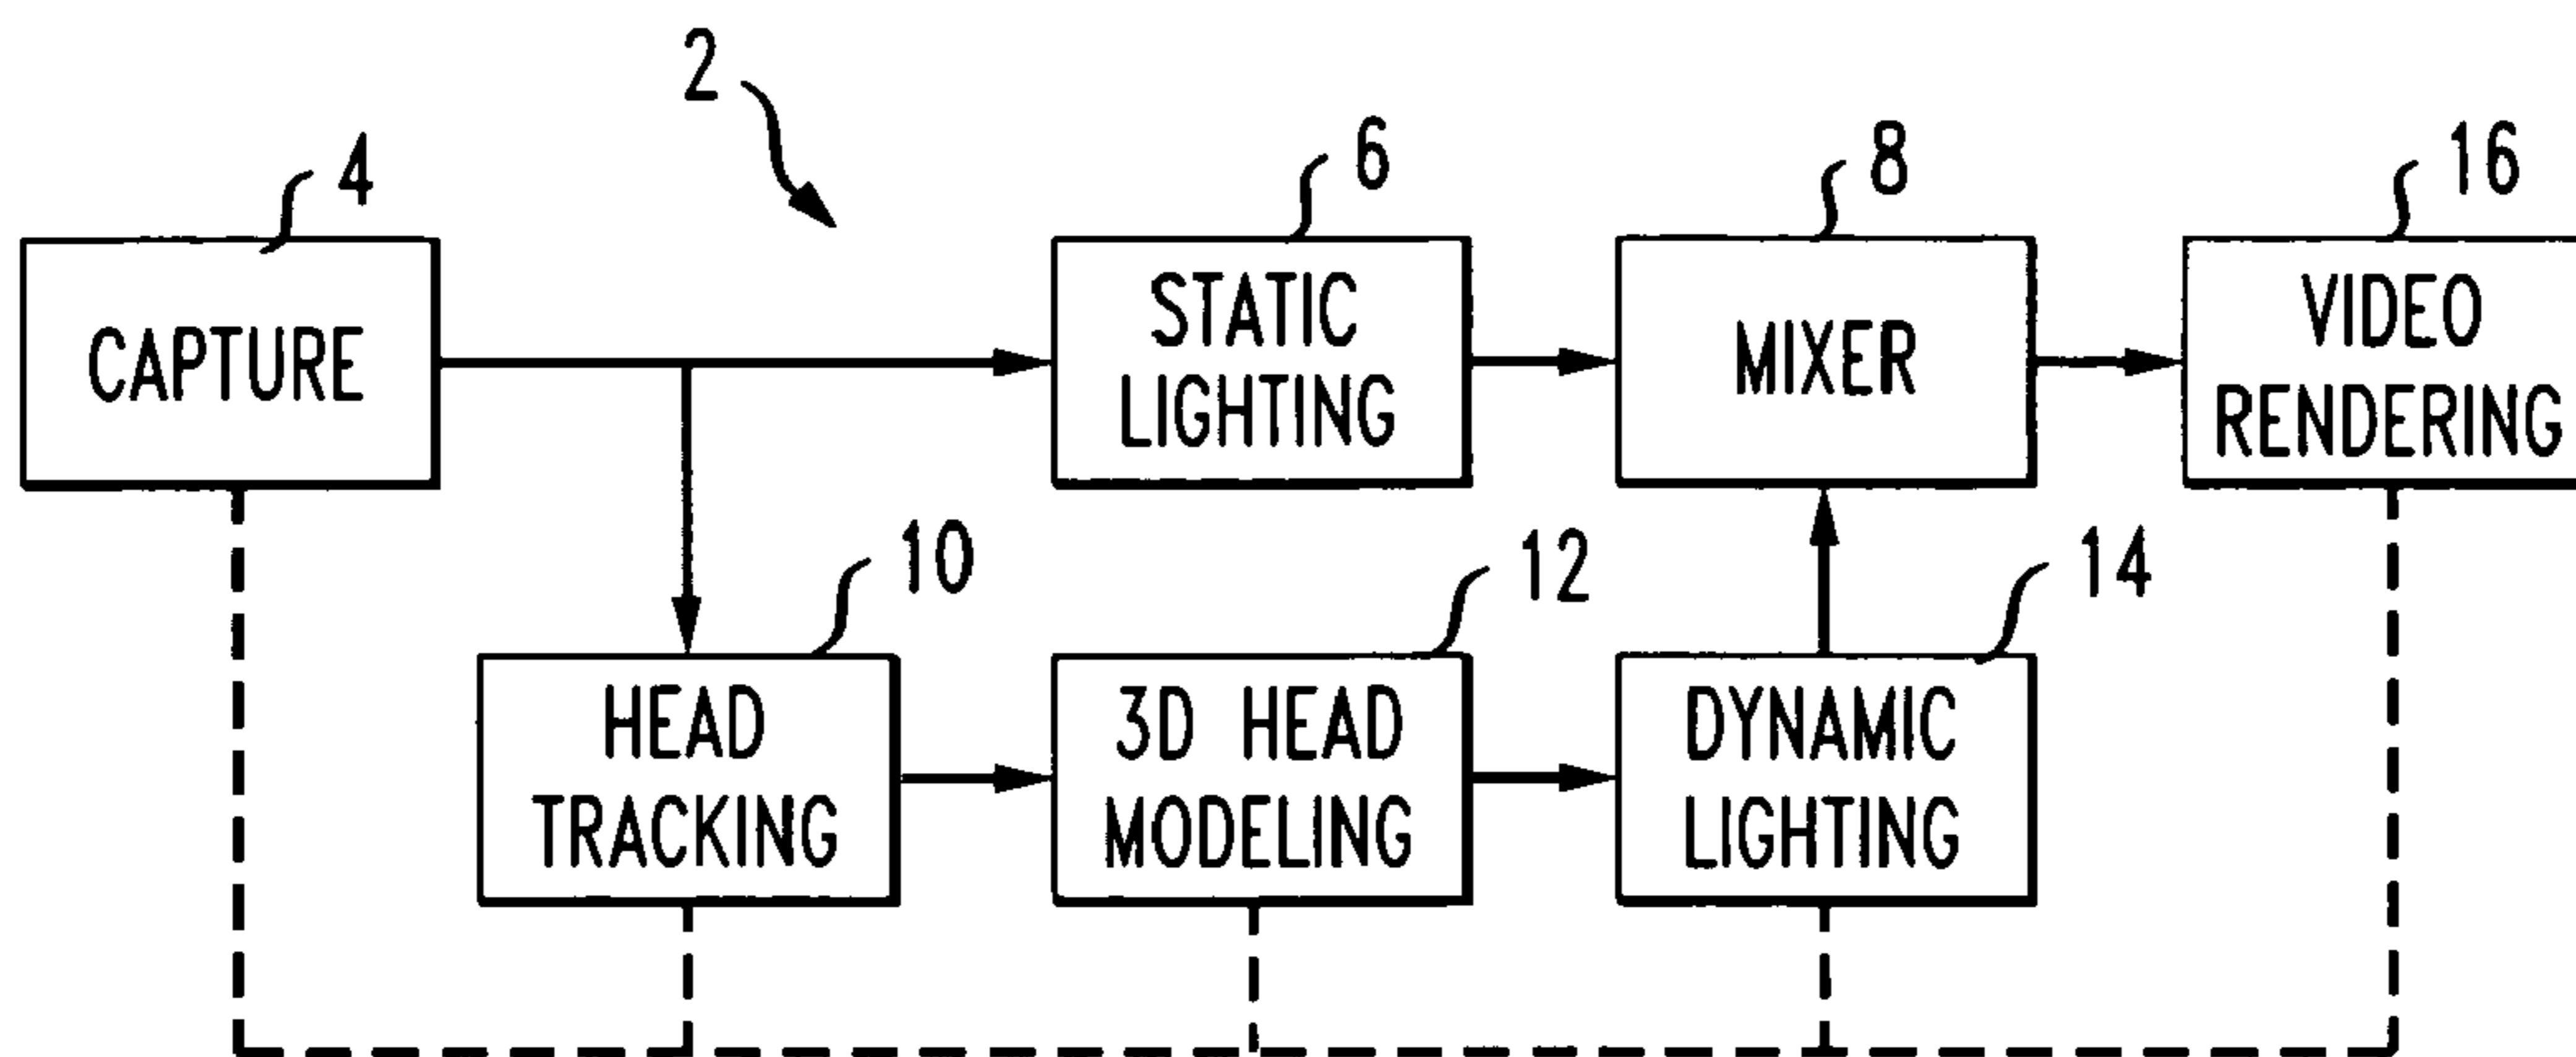 2
4
6
8
16
CAPTURE
STATIC
LIGHTING
MIXER
VIDEO
RENDERING
10
12
14
HEAD
TRACKING
3D HEAD
MODELING
DYNAMIC
LIGHTING